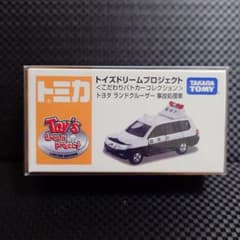 トミカ
トイズドリームプロジェクト
<こだわりパトカーコレクション>
トヨタ ランドクルーザー 事故処理車
TAKARA
TOMY
Toy's
Dream Project